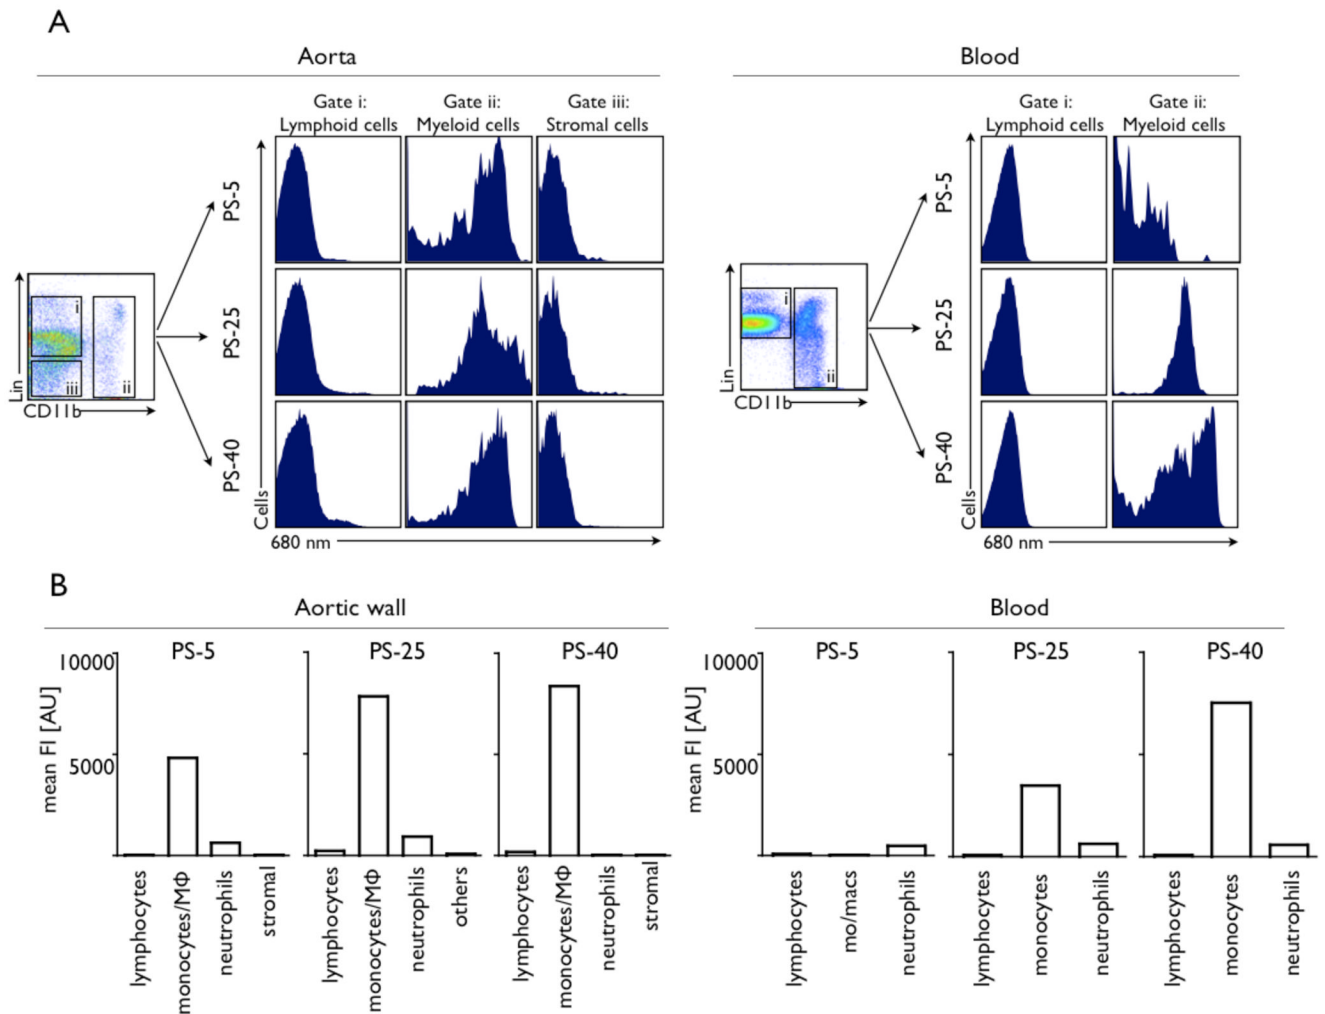 A
Aorta
Blood
Gate i:
Lymphoid cells
Gate ii:
Myeloid cells
Gate iii:
Stromal cells
Gate i:
Lymphoid cells
Gate ii:
Myeloid cells
PS-5
PS-25
PS-40
i
ii
iii
Lin
CD11b
Cells
680 nm
PS-5
PS-25
PS-40
i
ii
Lin
CD11b
Cells
680 nm
B
Aortic wall
Blood
PS-5
PS-25
PS-40
PS-5
PS-25
PS-40
mean FI [AU]
10000
5000
lymphocytes
monocytes/MΦ
neutrophils
stromal
lymphocytes
monocytes/MΦ
neutrophils
others
lymphocytes
monocytes/MΦ
neutrophils
stromal
mean FI [AU]
10000
5000
lymphocytes
mo/macs
neutrophils
lymphocytes
monocytes
neutrophils
lymphocytes
monocytes
neutrophils